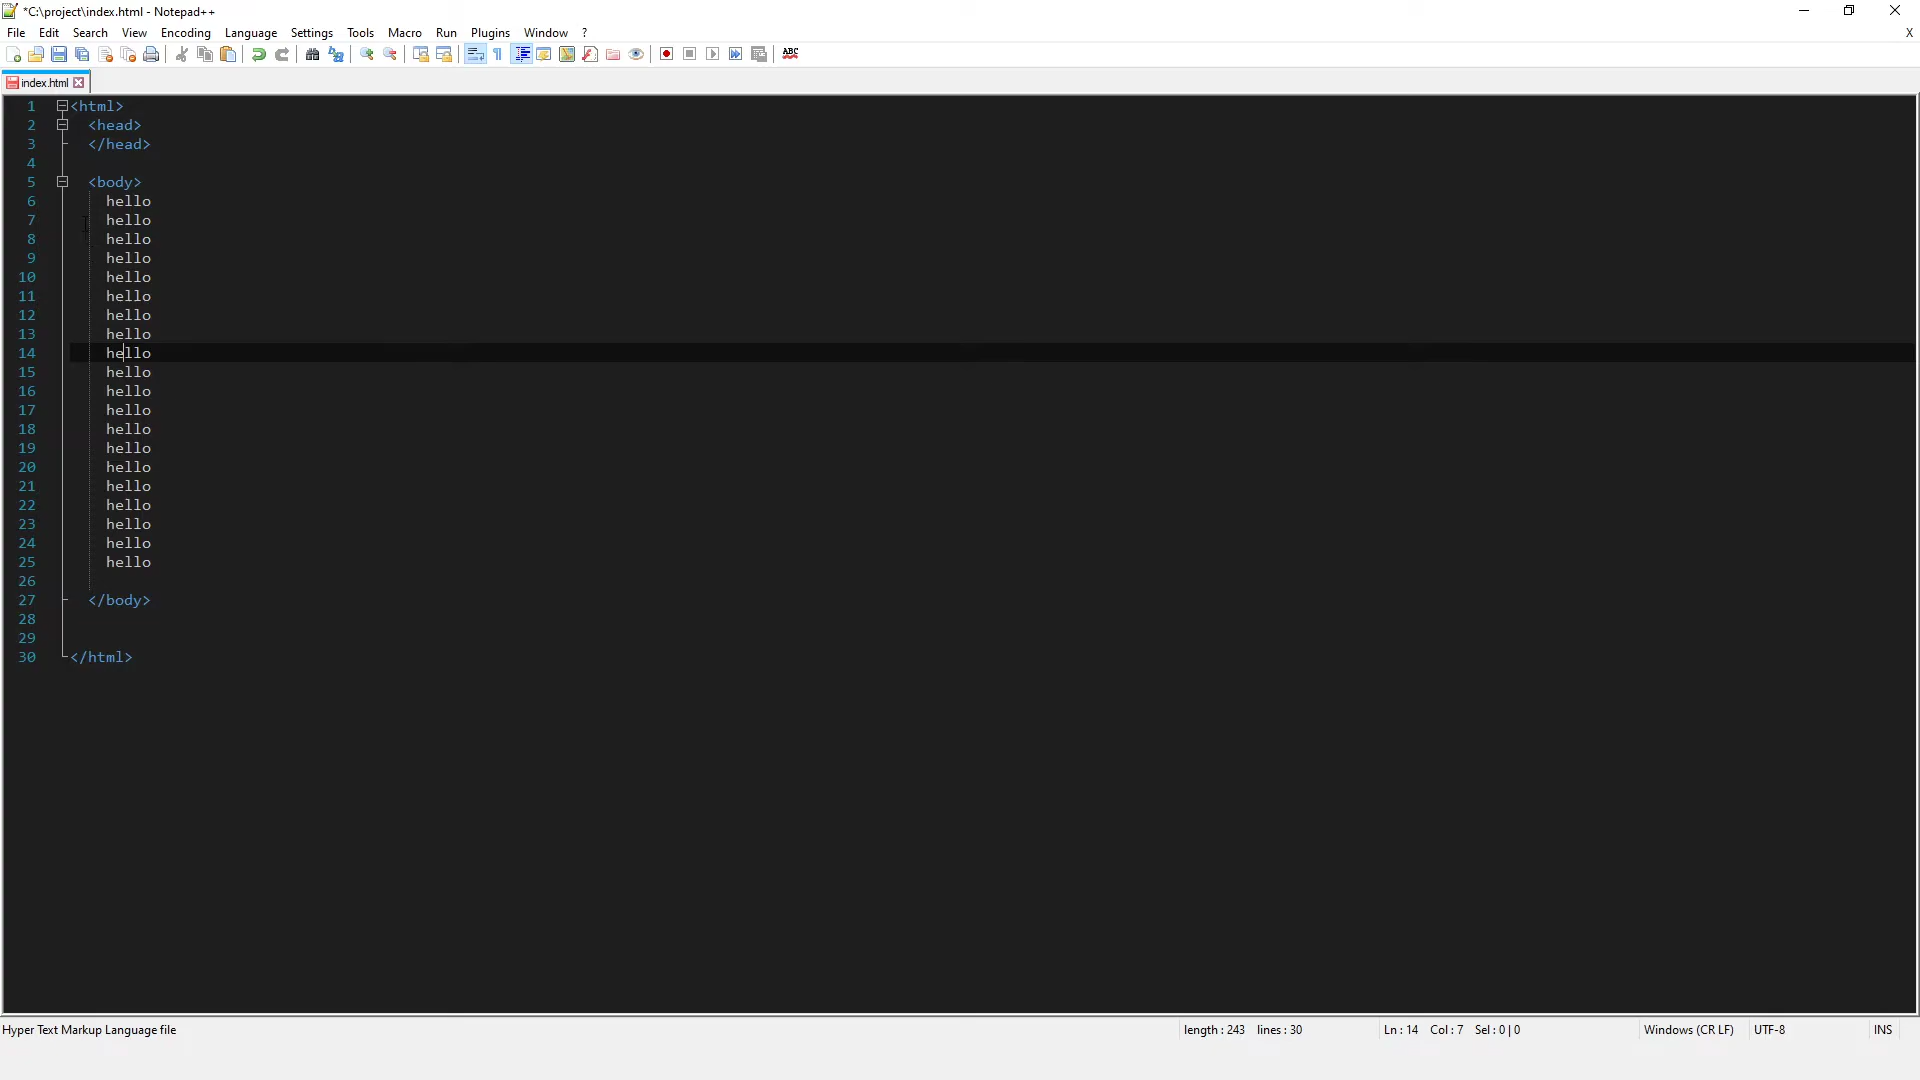 *C:\project\index.html - Notepad++
File Edit Search View Encoding Language Settings Tools Macro Run Plugins Window ? X
ABC
index.html
1 <html>
2 <head>
3 </head>
4
5 <body>
6 hello
7 hello
8 hello
9 hello
10 hello
11 hello
12 hello
13 hello
14 hello
15 hello
16 hello
17 hello
18 hello
19 hello
20 hello
21 hello
22 hello
23 hello
24 hello
25 hello
26
27 </body>
28
29
30 </html>
Hyper Text Markup Language file length : 243 lines : 30 Ln : 14 Col : 7 Sel : 0 | 0 Windows (CR LF) UTF-8 INS